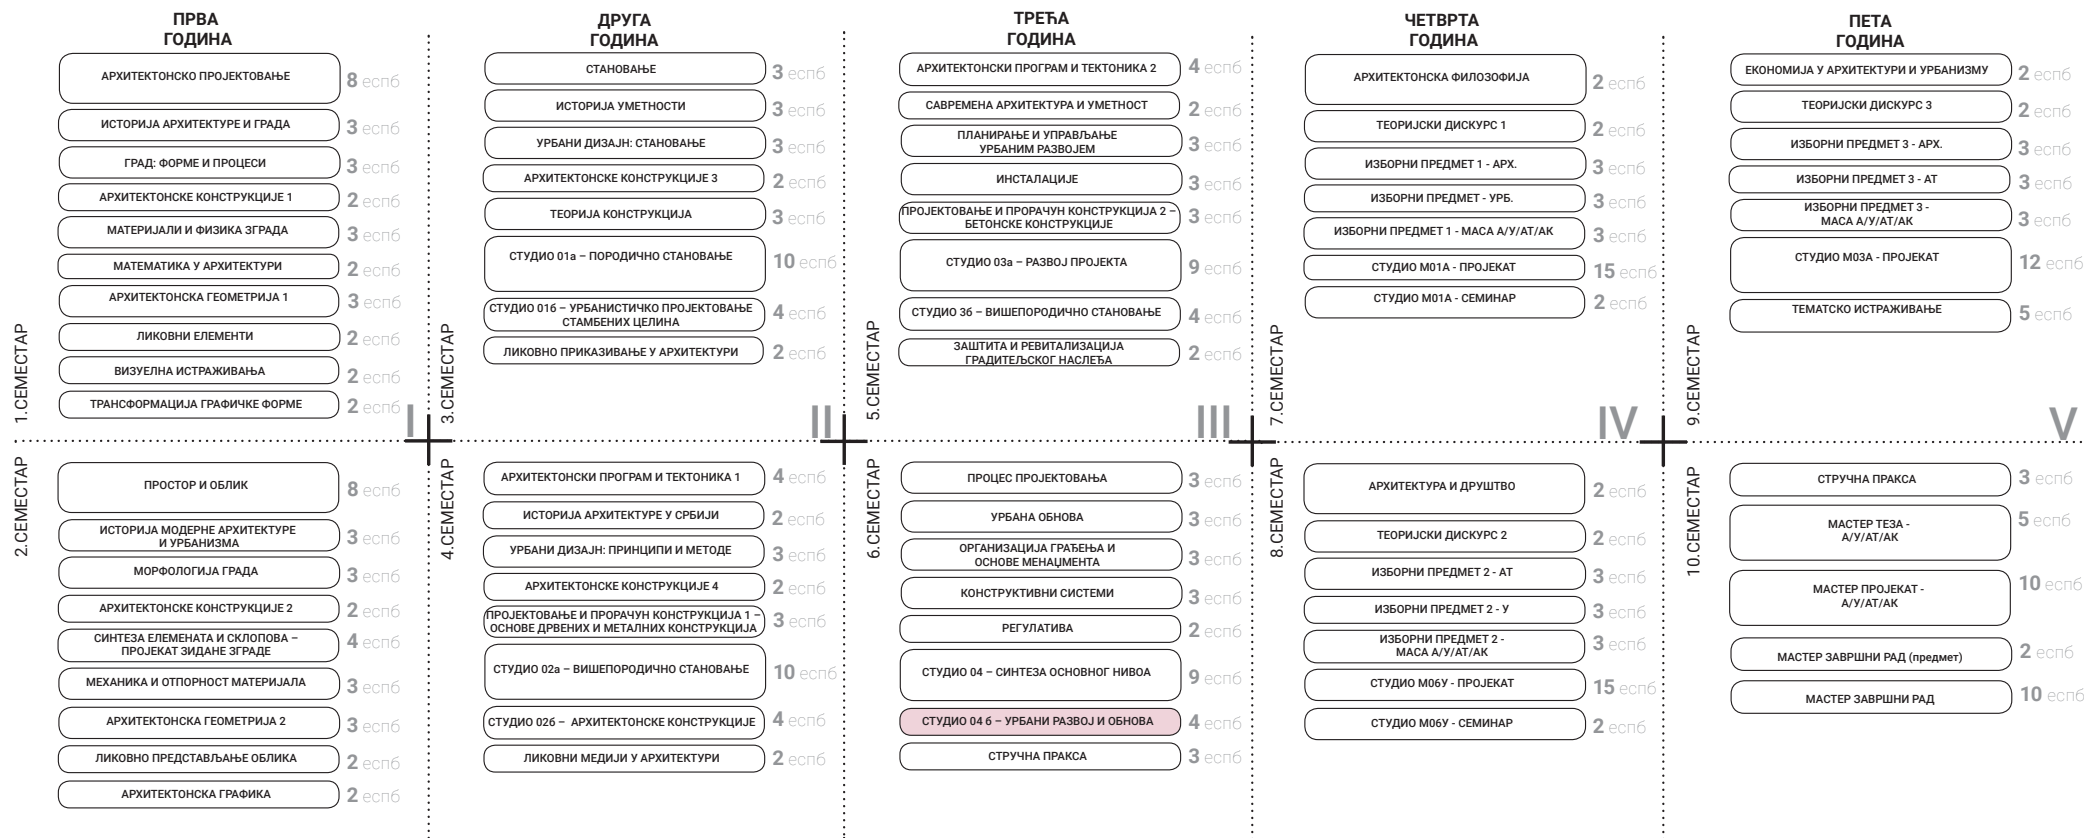 ПРВА
ГОДИНА
1.СЕМЕСТАР
АРХИТЕКТОНСКО ПРОЈЕКТОВАЊЕ 8 еспб
ИСТОРИЈА АРХИТЕКТУРЕ И ГРАДА 3 еспб
ГРАД: ФОРМЕ И ПРОЦЕСИ 3 еспб
АРХИТЕКТОНСКЕ КОНСТРУКЦИЈЕ 1 2 еспб
МАТЕРИЈАЛИ И ФИЗИКА ЗГРАДА 3 еспб
МАТЕМАТИКА У АРХИТЕКТУРИ 2 еспб
АРХИТЕКТОНСКА ГЕОМЕТРИЈА 1 3 еспб
ЛИКОВНИ ЕЛЕМЕНТИ 2 еспб
ВИЗУЕЛНА ИСТРАЖИВАЊА 2 еспб
ТРАНСФОРМАЦИЈА ГРАФИЧКЕ ФОРМЕ 2 еспб
I
2.СЕМЕСТАР
ПРОСТОР И ОБЛИК 8 еспб
ИСТОРИЈА МОДЕРНЕ АРХИТЕКТУРЕ
И УРБАНИЗМА 3 еспб
МОРФОЛОГИЈА ГРАДА 3 еспб
АРХИТЕКТОНСКЕ КОНСТРУКЦИЈЕ 2 2 еспб
СИНТЕЗА ЕЛЕМЕНАТА И СКЛОПОВА –
ПРОЈЕКАТ ЗИДАНЕ ЗГРАДЕ 4 еспб
МЕХАНИКА И ОТПОРНОСТ МАТЕРИЈАЛА 3 еспб
АРХИТЕКТОНСКА ГЕОМЕТРИЈА 2 3 еспб
ЛИКОВНО ПРЕДСТАВЉАЊЕ ОБЛИКА 2 еспб
АРХИТЕКТОНСКА ГРАФИКА 2 еспб
ДРУГА
ГОДИНА
3.СЕМЕСТАР
СТАНОВАЊЕ 3 еспб
ИСТОРИЈА УМЕТНОСТИ 3 еспб
УРБАНИ ДИЗАЈН: СТАНОВАЊЕ 3 еспб
АРХИТЕКТОНСКЕ КОНСТРУКЦИЈЕ 3 2 еспб
ТЕОРИЈА КОНСТРУКЦИЈА 3 еспб
СТУДИО 01а – ПОРОДИЧНО СТАНОВАЊЕ 10 еспб
СТУДИО 01б – УРБАНИСТИЧКО ПРОЈЕКТОВАЊЕ
СТАМБЕНИХ ЦЕЛИНА 4 еспб
ЛИКОВНО ПРИКАЗИВАЊЕ У АРХИТЕКТУРИ 2 еспб
II
4.СЕМЕСТАР
АРХИТЕКТОНСКИ ПРОГРАМ И ТЕКТОНИКА 1 4 еспб
ИСТОРИЈА АРХИТЕКТУРЕ У СРБИЈИ 2 еспб
УРБАНИ ДИЗАЈН: ПРИНЦИПИ И МЕТОДЕ 3 еспб
АРХИТЕКТОНСКЕ КОНСТРУКЦИЈЕ 4 2 еспб
ПРОЈЕКТОВАЊЕ И ПРОРАЧУН КОНСТРУКЦИЈА 1 –
ОСНОВЕ ДРВЕНИХ И МЕТАЛНИХ КОНСТРУКЦИЈА 3 еспб
СТУДИО 02а – ВИШЕПОРОДИЧНО СТАНОВАЊЕ 10 еспб
СТУДИО 02б – АРХИТЕКТОНСКЕ КОНСТРУКЦИЈЕ 4 еспб
ЛИКОВНИ МЕДИЈИ У АРХИТЕКТУРИ 2 еспб
ТРЕЋА
ГОДИНА
5.СЕМЕСТАР
АРХИТЕКТОНСКИ ПРОГРАМ И ТЕКТОНИКА 2 4 еспб
САВРЕМЕНА АРХИТЕКТУРА И УМЕТНОСТ 2 еспб
ПЛАНИРАЊЕ И УПРАВЉАЊЕ
УРБАНИМ РАЗВОЈЕМ 3 еспб
ИНСТАЛАЦИЈЕ 3 еспб
ПРОЈЕКТОВАЊЕ И ПРОРАЧУН КОНСТРУКЦИЈА 2 –
БЕТОНСКЕ КОНСТРУКЦИЈЕ 3 еспб
СТУДИО 03а – РАЗВОЈ ПРОЈЕКТА 9 еспб
СТУДИО 3б – ВИШЕПОРОДИЧНО СТАНОВАЊЕ 4 еспб
ЗАШТИТА И РЕВИТАЛИЗАЦИЈА
ГРАДИТЕЉСКОГ НАСЛЕЂА 2 еспб
III
6.СЕМЕСТАР
ПРОЦЕС ПРОЈЕКТОВАЊА 3 еспб
УРБАНА ОБНОВА 3 еспб
ОРГАНИЗАЦИЈА ГРАЂЕЊА И
ОСНОВЕ МЕНАЏМЕНТА 3 еспб
КОНСТРУКТИВНИ СИСТЕМИ 3 еспб
РЕГУЛАТИВА 2 еспб
СТУДИО 04 – СИНТЕЗА ОСНОВНОГ НИВОА 9 еспб
СТУДИО 04 б – УРБАНИ РАЗВОЈ И ОБНОВА 4 еспб
СТРУЧНА ПРАКСА 3 еспб
ЧЕТВРТА
ГОДИНА
7.СЕМЕСТАР
АРХИТЕКТОНСКА ФИЛОЗОФИЈА 2 еспб
ТЕОРИЈСКИ ДИСКУРС 1 2 еспб
ИЗБОРНИ ПРЕДМЕТ 1 - АРХ. 3 еспб
ИЗБОРНИ ПРЕДМЕТ - УРБ. 3 еспб
ИЗБОРНИ ПРЕДМЕТ 1 - МАСА А/У/АТ/АК 3 еспб
СТУДИО М01А - ПРОЈЕКАТ 15 еспб
СТУДИО М01А - СЕМИНАР 2 еспб
IV
8.СЕМЕСТАР
АРХИТЕКТУРА И ДРУШТВО 2 еспб
ТЕОРИЈСКИ ДИСКУРС 2 2 еспб
ИЗБОРНИ ПРЕДМЕТ 2 - АТ 3 еспб
ИЗБОРНИ ПРЕДМЕТ 2 - У 3 еспб
ИЗБОРНИ ПРЕДМЕТ 2 -
МАСА А/У/АТ/АК 3 еспб
СТУДИО М06У - ПРОЈЕКАТ 15 еспб
СТУДИО М06У - СЕМИНАР 2 еспб
ПЕТА
ГОДИНА
9.СЕМЕСТАР
ЕКОНОМИЈА У АРХИТЕКТУРИ И УРБАНИЗМУ 2 еспб
ТЕОРИЈСКИ ДИСКУРС 3 2 еспб
ИЗБОРНИ ПРЕДМЕТ 3 - АРХ. 3 еспб
ИЗБОРНИ ПРЕДМЕТ 3 - АТ 3 еспб
ИЗБОРНИ ПРЕДМЕТ 3 -
МАСА А/У/АТ/АК 3 еспб
СТУДИО М03А - ПРОЈЕКАТ 12 еспб
ТЕМАТСКО ИСТРАЖИВАЊЕ 5 еспб
V
10.СЕМЕСТАР
СТРУЧНА ПРАКСА 3 еспб
МАСТЕР ТЕЗА -
А/У/АТ/АК 5 еспб
МАСТЕР ПРОЈЕКАТ -
А/У/АТ/АК 10 еспб
МАСТЕР ЗАВРШНИ РАД (предмет) 2 еспб
МАСТЕР ЗАВРШНИ РАД 10 еспб